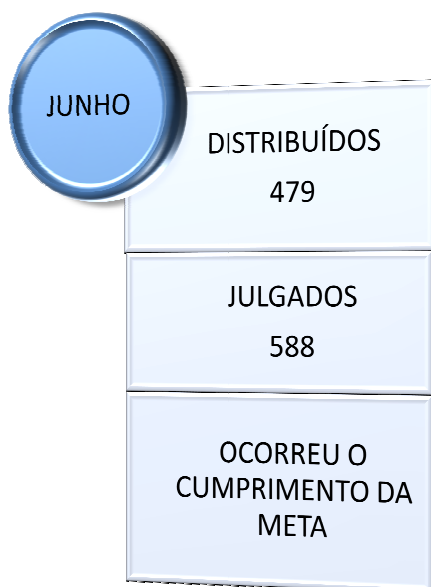 JUNHO
DISTRIBUÍDOS
479
JULGADOS
588
OCORREU O
CUMPRIMENTO DA
META